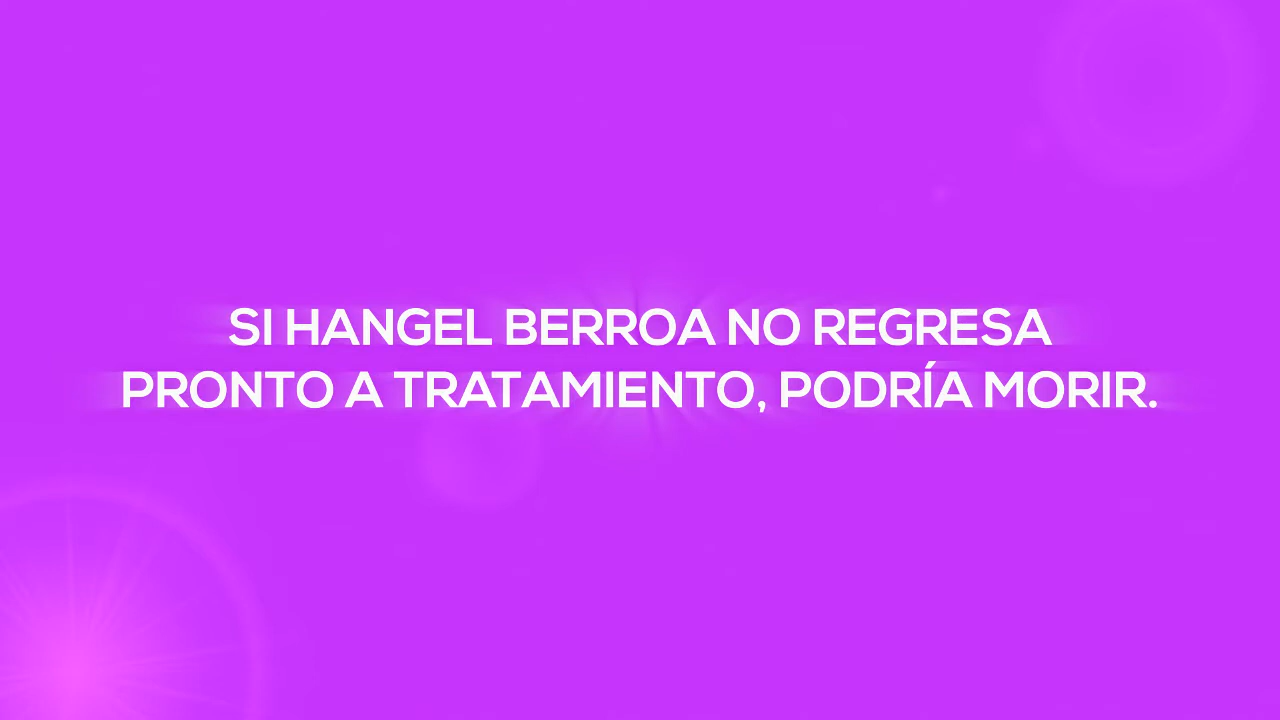 SI HANGEL BERROA NO REGRESA
PRONTO A TRATAMIENTO, PODRÍA MORIR.